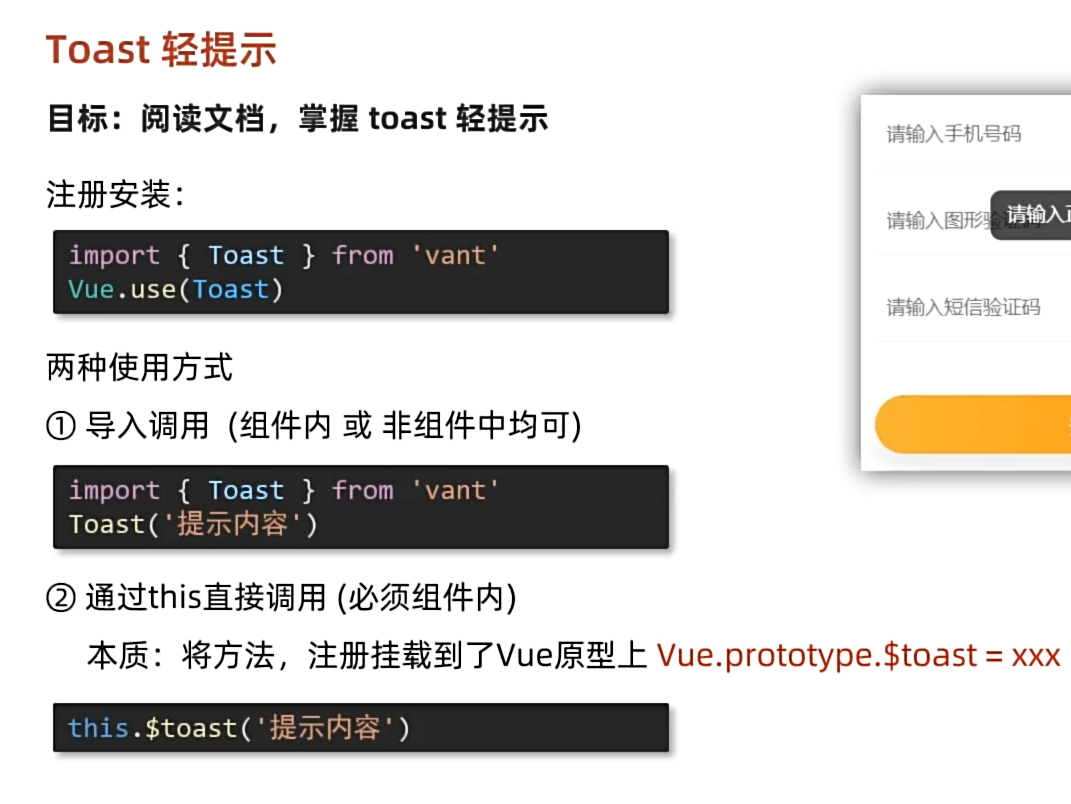 Toast 轻提示
目标：阅读文档，掌握 toast 轻提示
注册安装：
import { Toast } from 'vant'
Vue.use(Toast)
两种使用方式
① 导入调用 (组件内 或 非组件中均可)
import { Toast } from 'vant'
Toast('提示内容')
② 通过this直接调用 (必须组件内)
本质：将方法，注册挂载到了Vue原型上 Vue.prototype.$toast = xxx
this.$toast('提示内容')
请输入手机号码
请输入图形验证码
请输入
请输入短信验证码